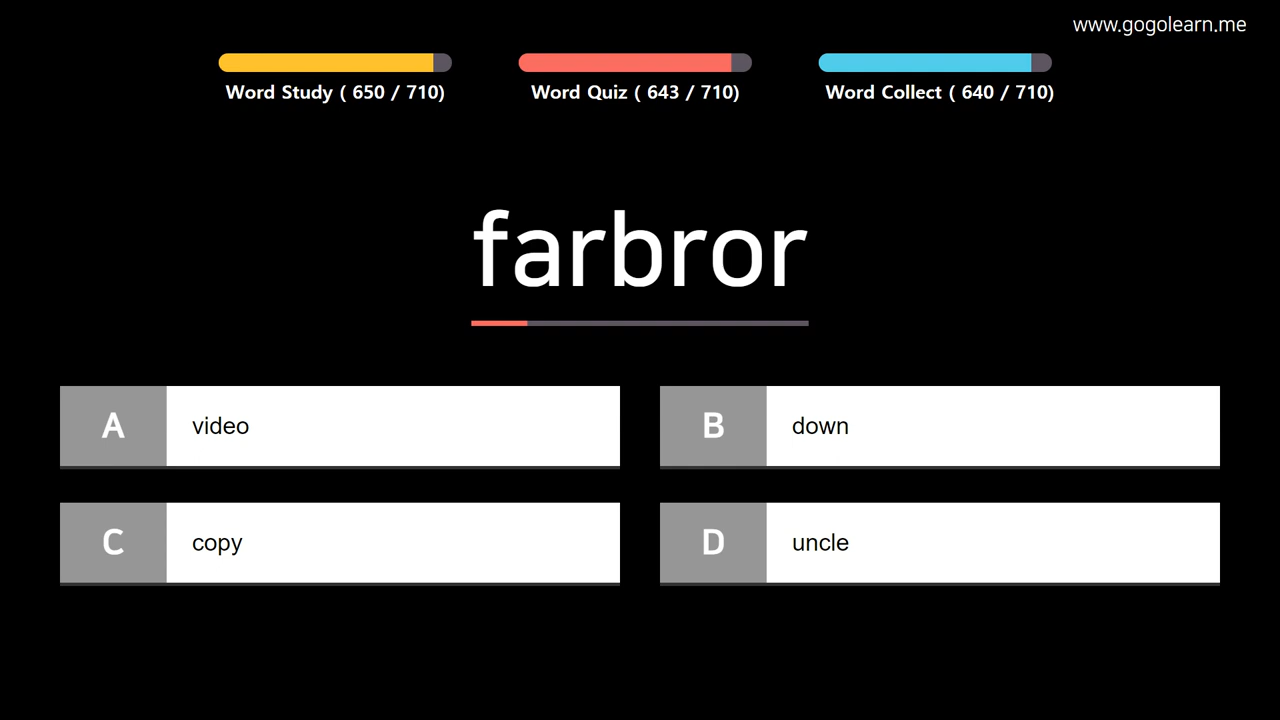 www.gogolearn.me
Word Study ( 650 / 710)
Word Quiz ( 643 / 710)
Word Collect ( 640 / 710)
farbror
A video
B down
C copy
D uncle